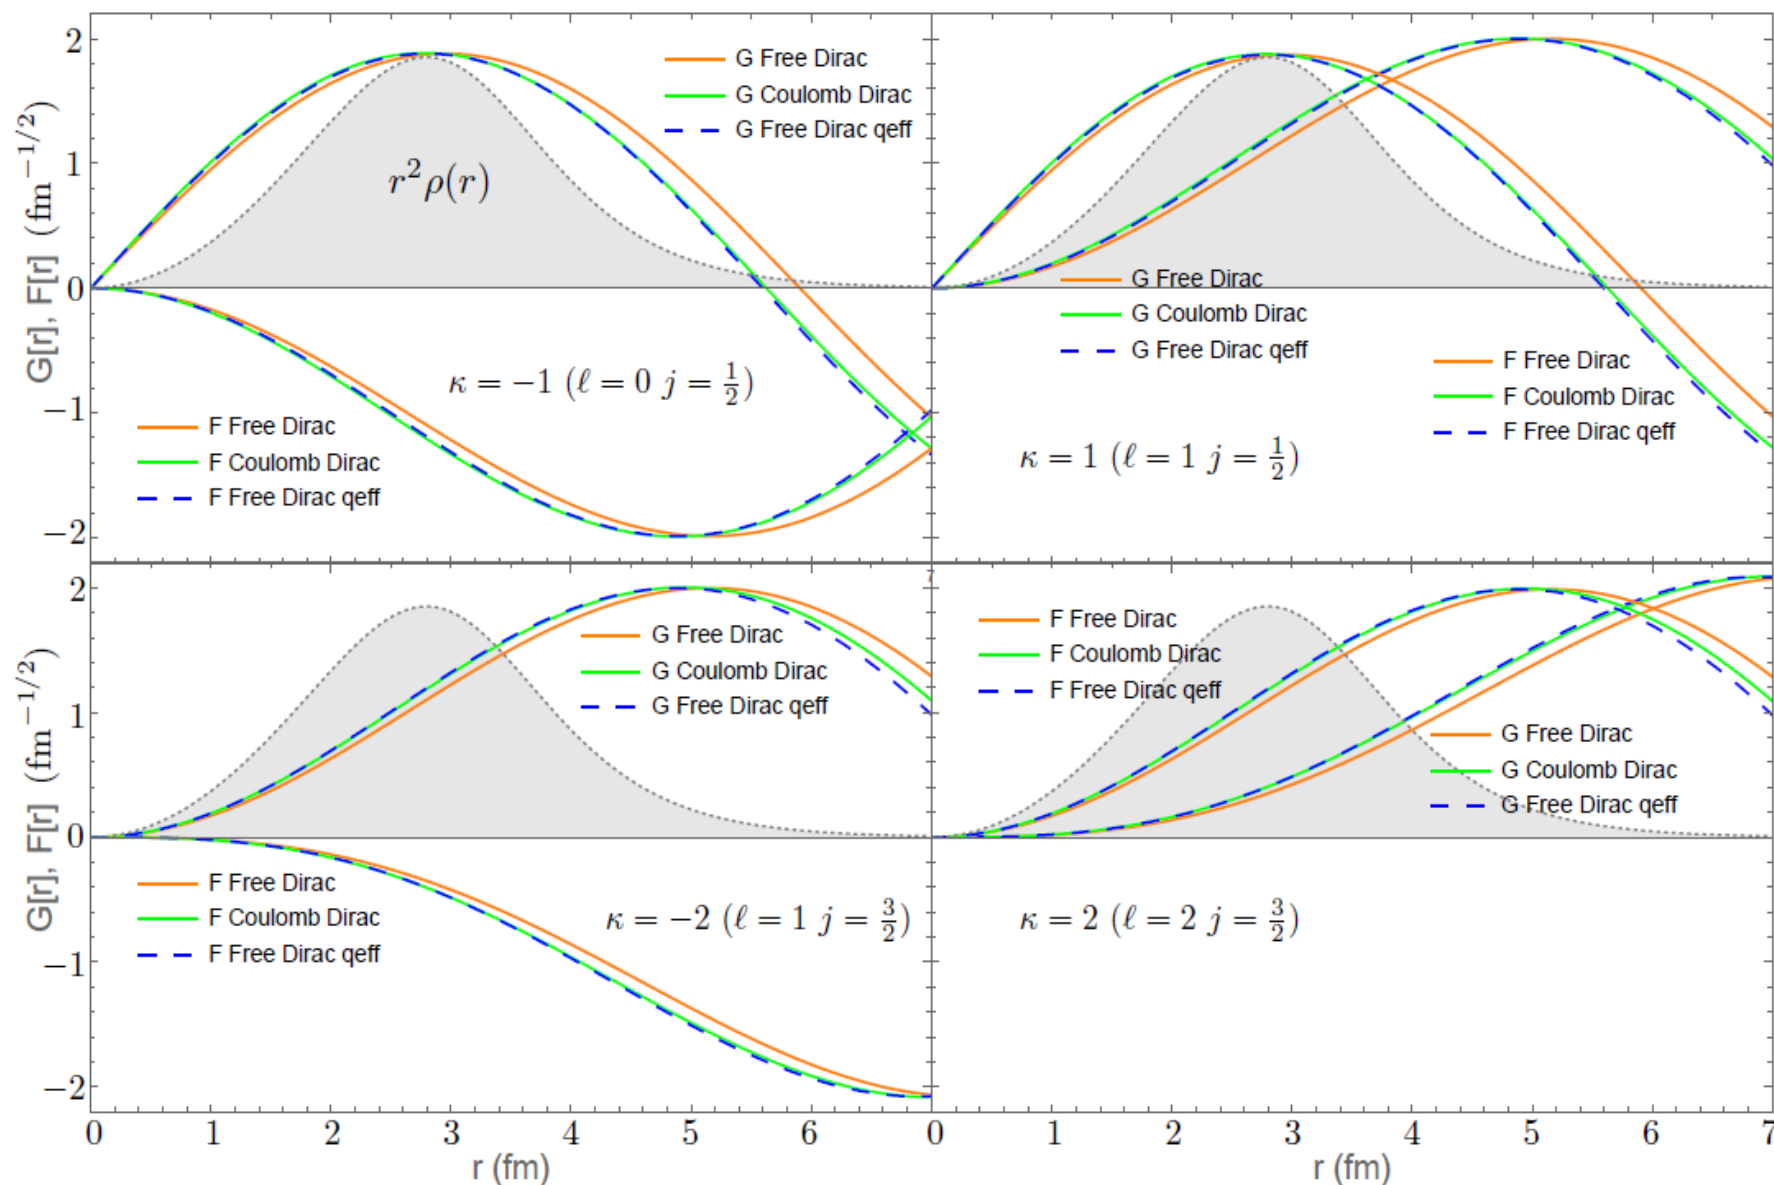 2
1
0
−1
−2
G[r], F[r] (fm−1/2)
G Free Dirac
G Coulomb Dirac
G Free Dirac qeff
r2ρ(r)
κ = −1 (ℓ = 0 j = 1/2)
F Free Dirac
F Coulomb Dirac
F Free Dirac qeff
G Free Dirac
G Coulomb Dirac
G Free Dirac qeff
F Free Dirac
F Coulomb Dirac
F Free Dirac qeff
κ = 1 (ℓ = 1 j = 1/2)
2
1
0
−1
−2
G[r], F[r] (fm−1/2)
G Free Dirac
G Coulomb Dirac
G Free Dirac qeff
F Free Dirac
F Coulomb Dirac
F Free Dirac qeff
κ = −2 (ℓ = 1 j = 3/2)
F Free Dirac
F Coulomb Dirac
F Free Dirac qeff
G Free Dirac
G Coulomb Dirac
G Free Dirac qeff
κ = 2 (ℓ = 2 j = 3/2)
0 1 2 3 4 5 6 0 1 2 3 4 5 6 7
r (fm) r (fm)